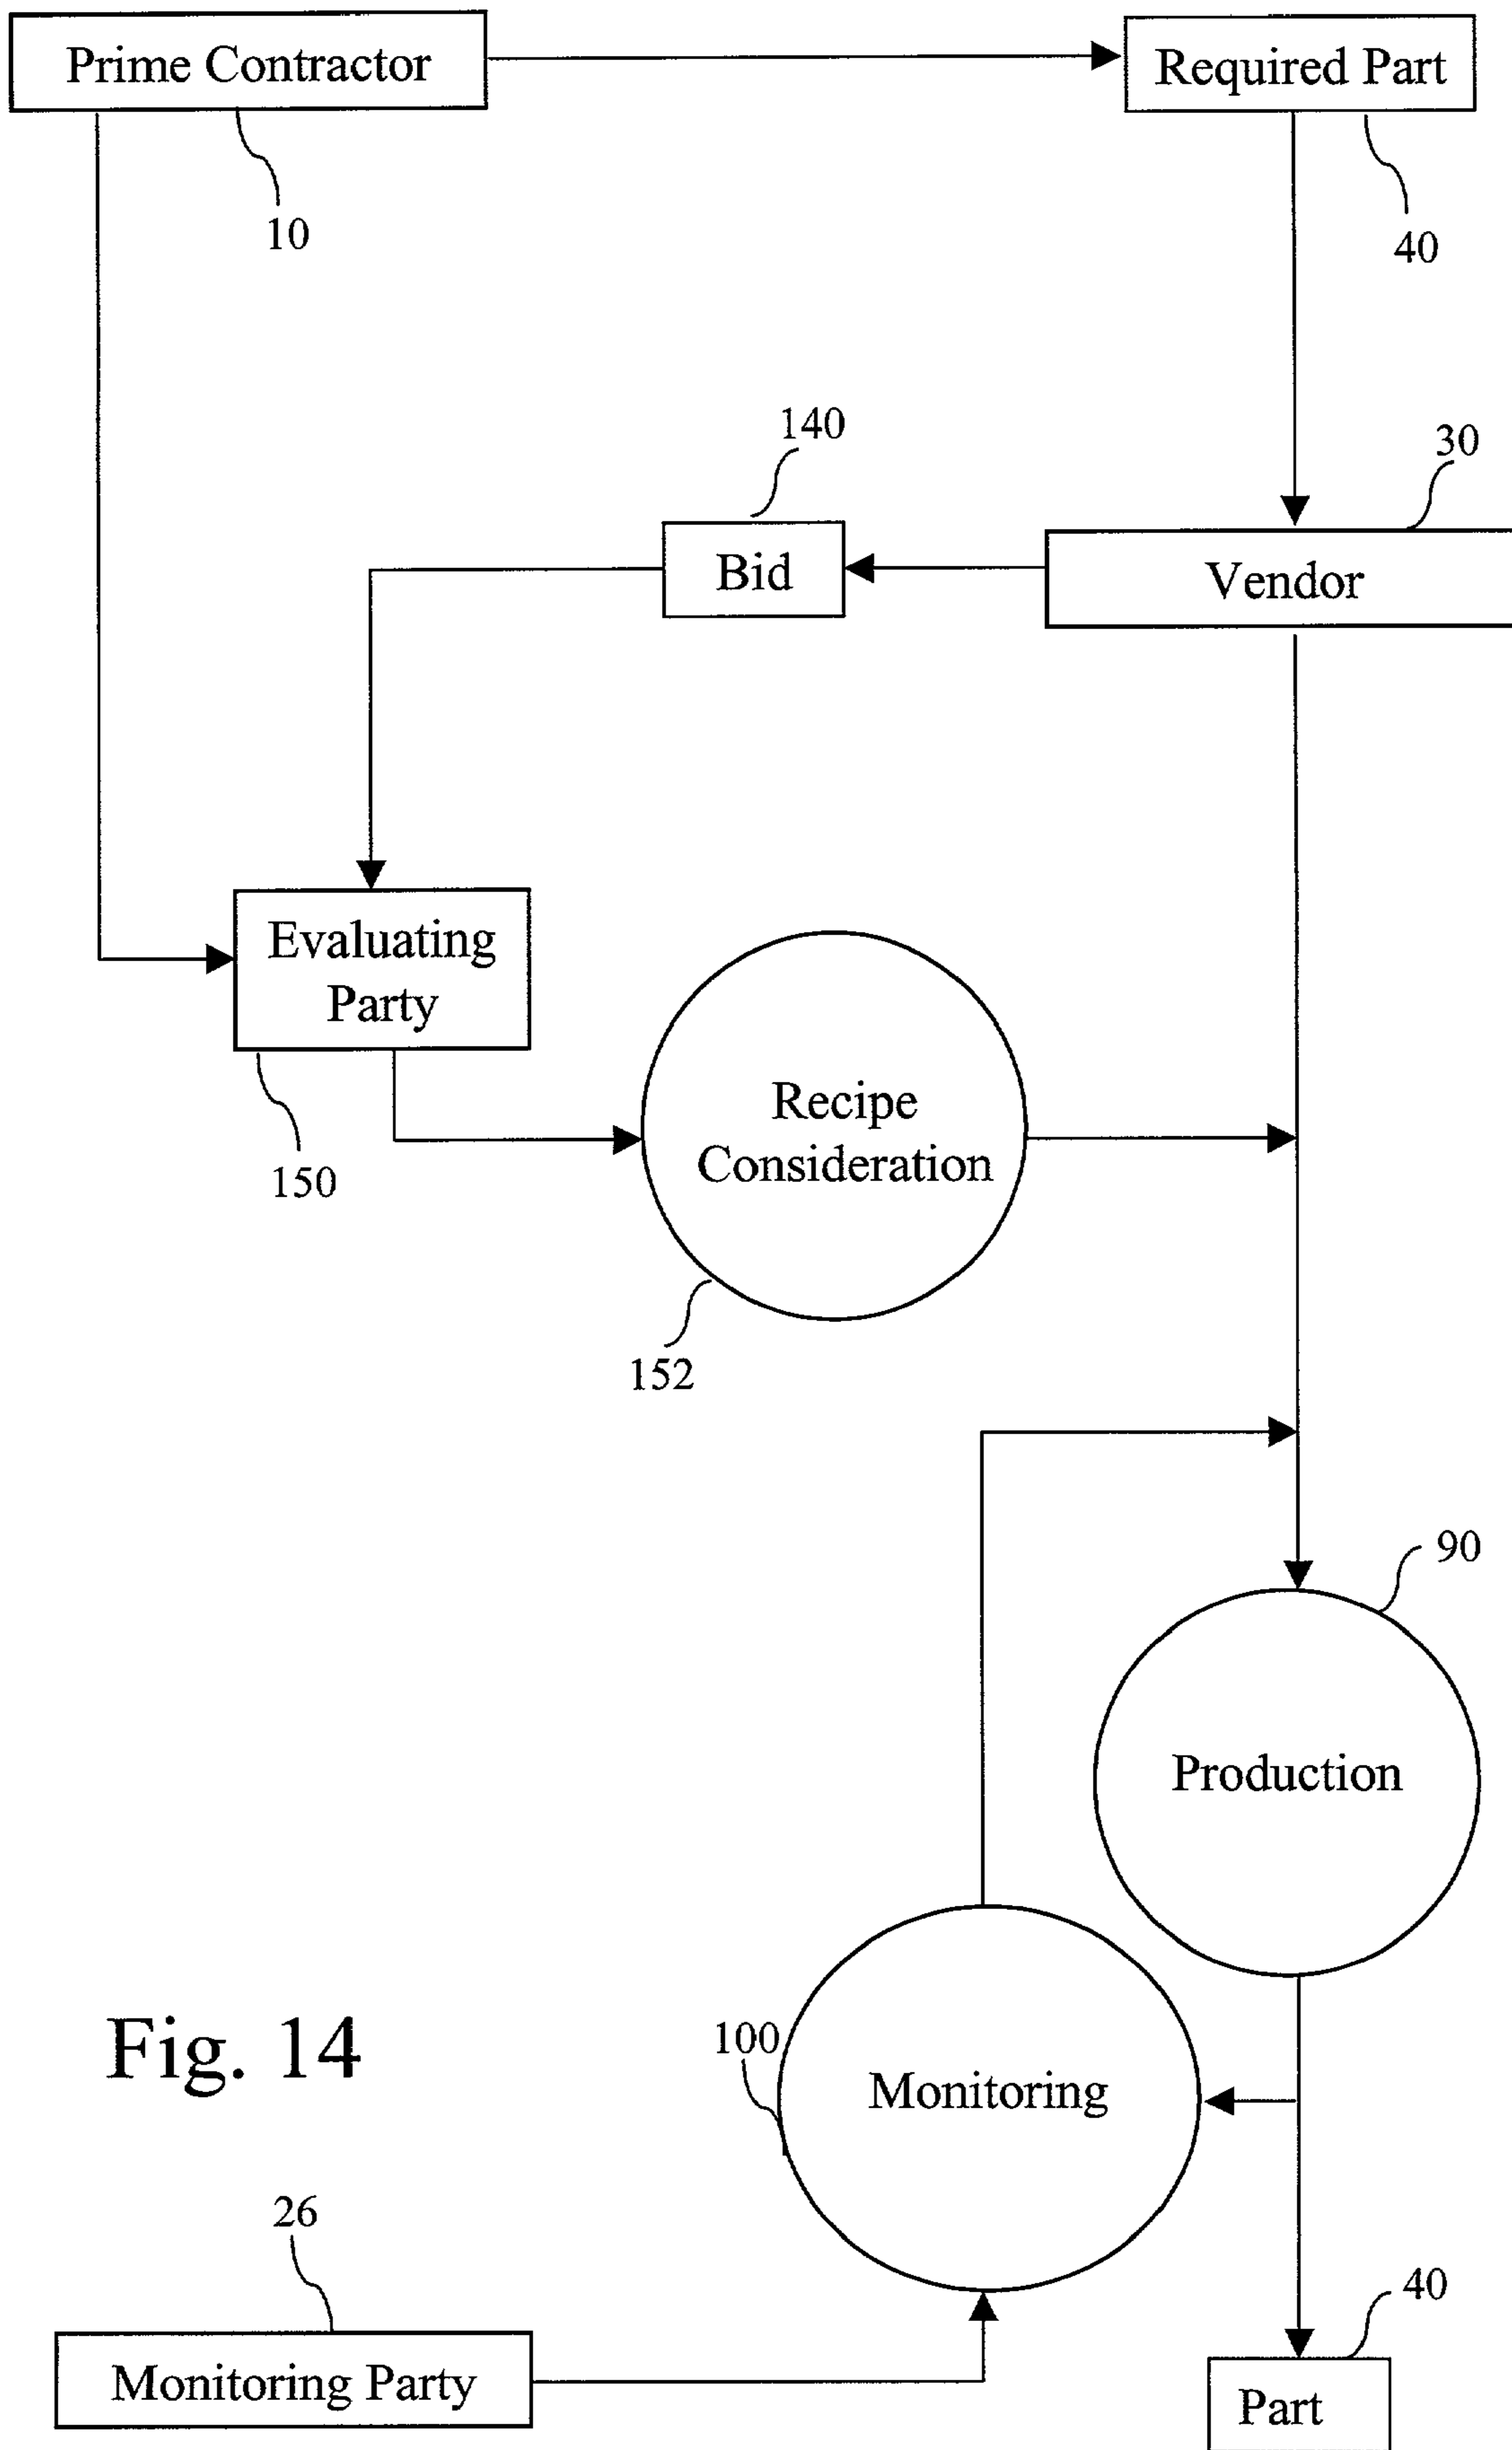 Prime Contractor
Required Part
10
40
140
30
Bid
Vendor
Evaluating
Party
Recipe
Consideration
150
152
90
Production
Fig. 14
100
Monitoring
26
40
Monitoring Party
Part